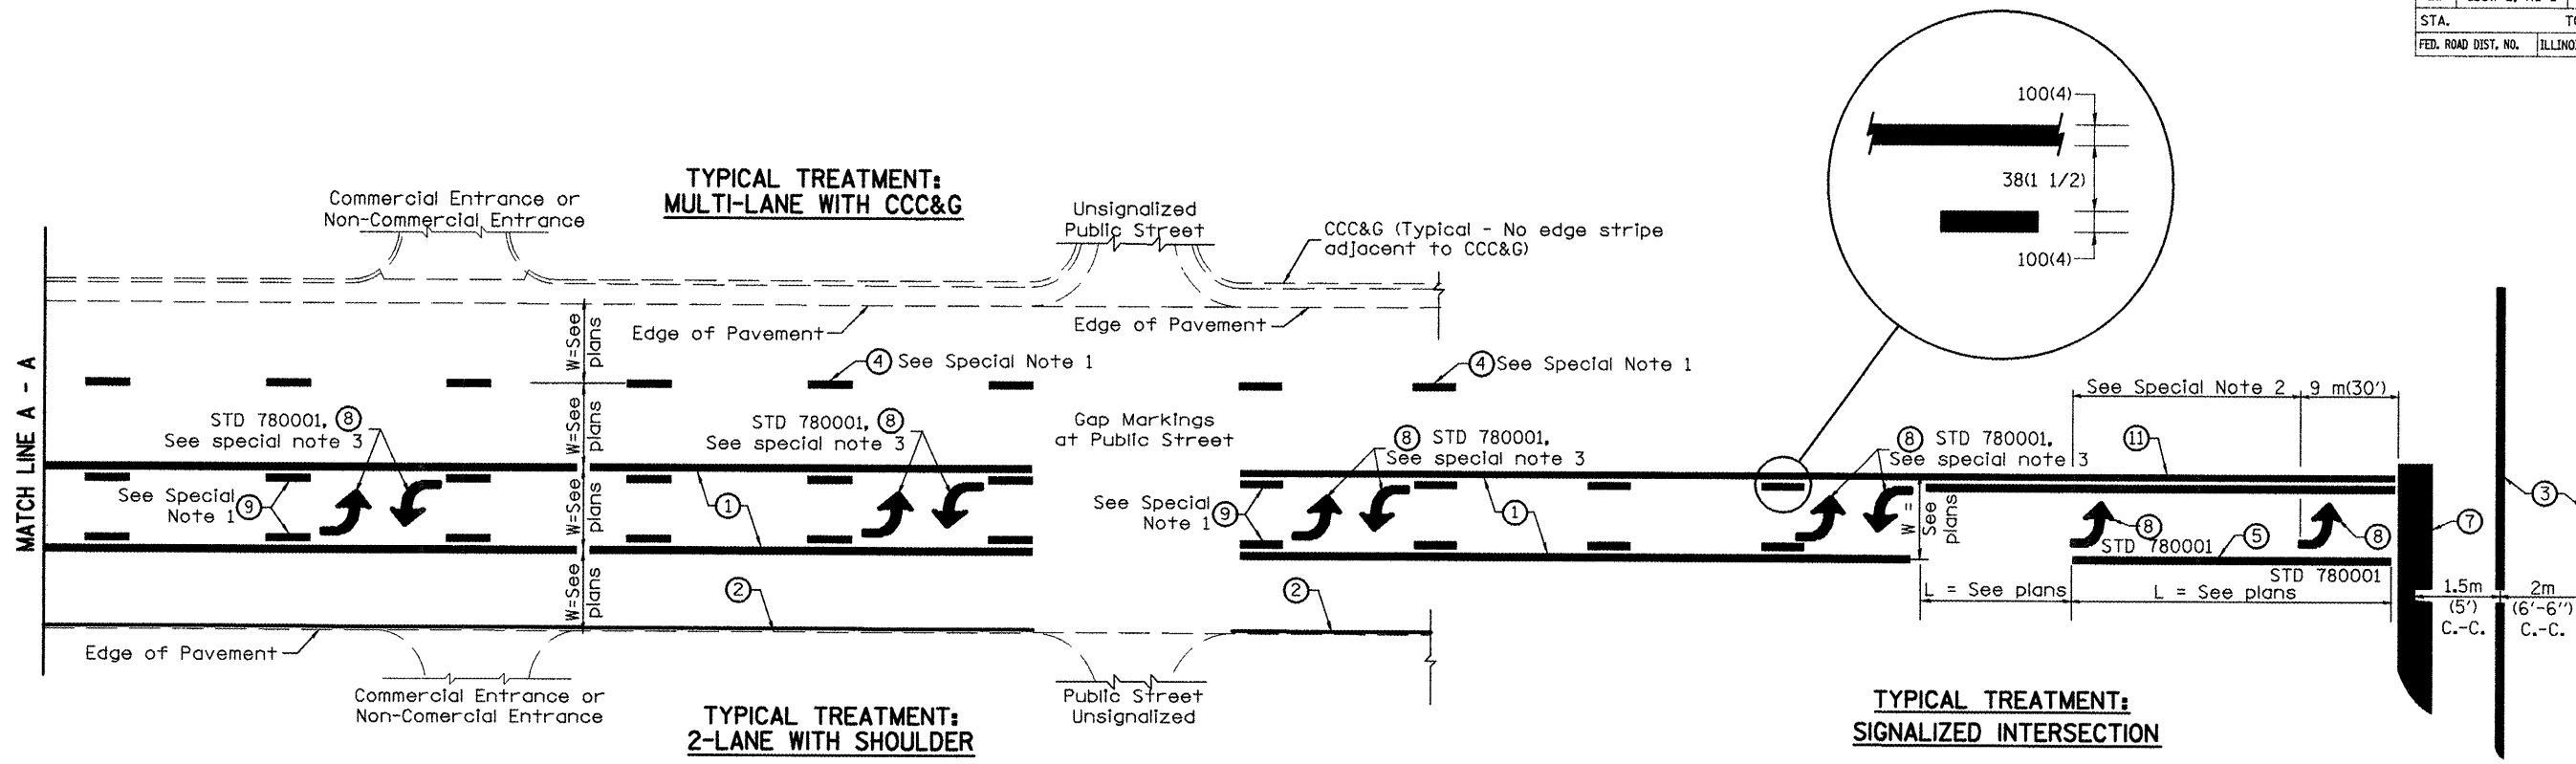 STA.
FED. ROAD DIST. NO.
100(4)
38(1 1/2)
100(4)
TYPICAL TREATMENT:
MULTI-LANE WITH CCC&G
Commercial Entrance or
Non-Commercial Entrance
Unsignalized
Public Street
CCC&G (Typical - No edge stripe
adjacent to CCC&G)
Edge of Pavement
Edge of Pavement
W=See
plans
4 See Special Note 1
4 See Special Note 1
MATCH LINE A - A
STD 780001, 8
See special note 3
W=See
plans
STD 780001, 8
See special note 3
Gap Markings
at Public Street
8 STD 780001,
See special note 3
8 STD 780001,
See special note 3
See Special Note 2
9 m(30')
11
See Special
Note 1 9
W=See
plans
1
See Special
Note 1 9
1
W =
See
plans
8
STD 780001
5
8
7
3
STD 780001
L = See plans
L = See plans
1.5m
(5')
C.-C.
2m
(6'-6")
C.-C.
W=See
plans
2
2
Edge of Pavement
Commercial Entrance or
Non-Comercial Entrance
Public Street
Unsignalized
TYPICAL TREATMENT:
2-LANE WITH SHOULDER
TYPICAL TREATMENT:
SIGNALIZED INTERSECTION